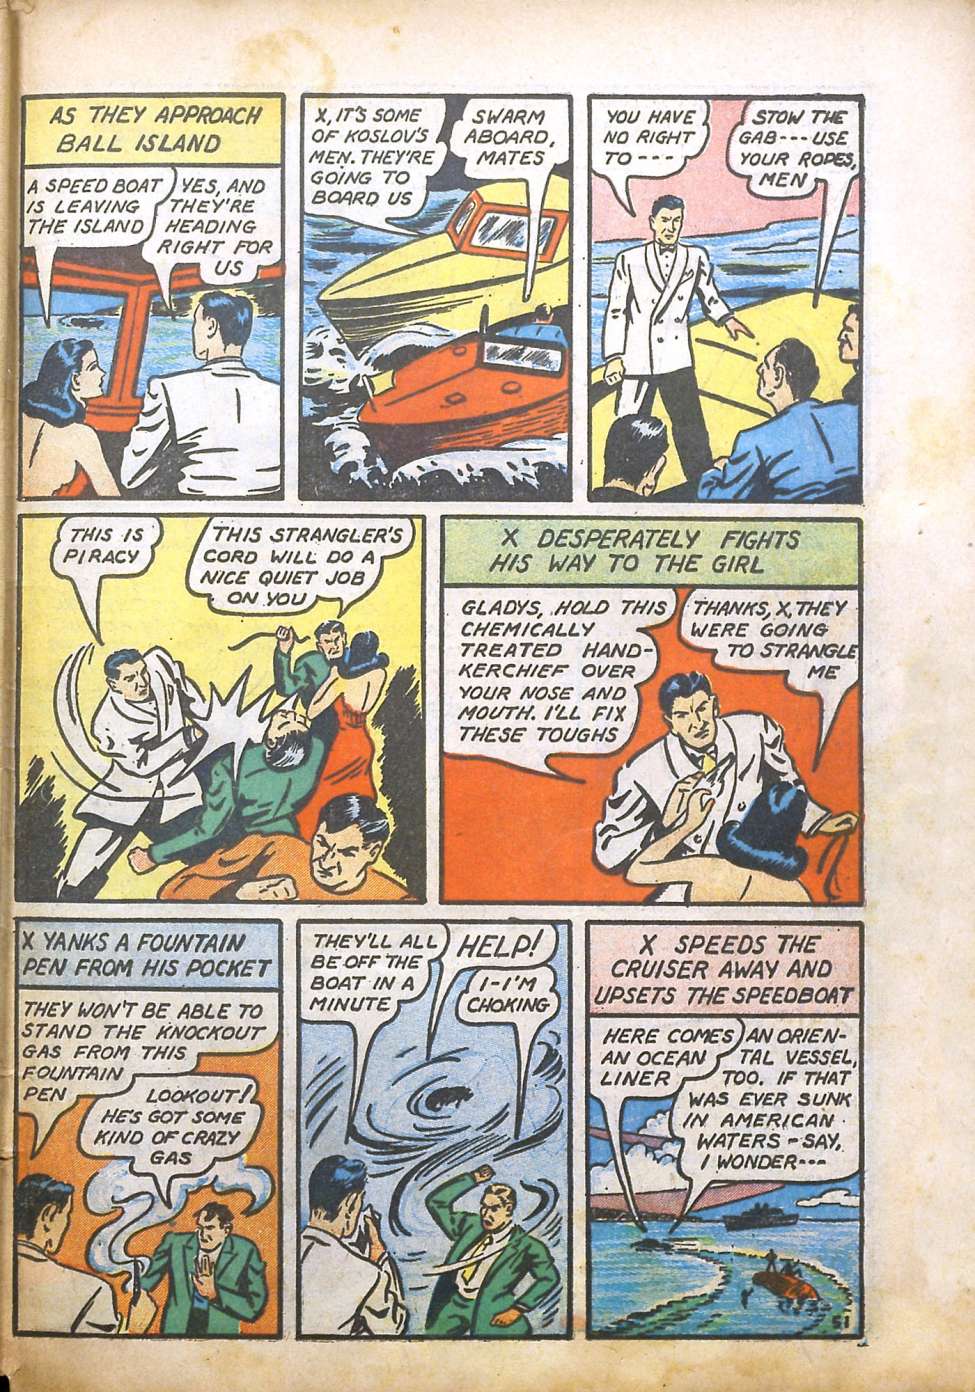 AS THEY APPROACH
BALL ISLAND
A SPEED BOAT
IS LEAVING
THE ISLAND
YES, AND
THEY'RE
HEADING
RIGHT FOR
US
X, IT'S SOME
OF KOSLOV'S
MEN. THEY'RE
GOING TO
BOARD US
SWARM
ABOARD,
MATES
YOU HAVE
NO RIGHT
TO ---
STOW THE
GAB---USE
YOUR ROPES,
MEN
THIS IS
PIRACY
THIS STRANGLER'S
CORD WILL DO A
NICE QUIET JOB
ON YOU
X DESPERATELY FIGHTS
HIS WAY TO THE GIRL
GLADYS, HOLD THIS
CHEMICALLY
TREATED HAND-
KERCHIEF OVER
YOUR NOSE AND
MOUTH. I'LL FIX
THESE TOUGHS
THANKS, X, THEY
WERE GOING
TO STRANGLE
ME
X YANKS A FOUNTAIN
PEN FROM HIS POCKET
THEY WON'T BE ABLE TO
STAND THE KNOCKOUT
GAS FROM THIS
FOUNTAIN
PEN
LOOKOUT!
HE'S GOT SOME
KIND OF CRAZY
GAS
THEY'LL ALL
BE OFF THE
BOAT IN A
MINUTE
HELP!
I-I'M
CHOKING
X SPEEDS THE
CRUISER AWAY AND
UPSETS THE SPEEDBOAT
HERE COMES
AN OCEAN
LINER
AN ORIEN-
TAL VESSEL,
TOO. IF THAT
WAS EVER SUNK
IN AMERICAN
WATERS - SAY,
I WONDER---
51